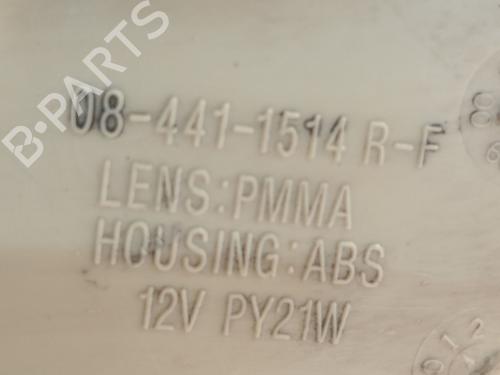 08-441-1514 R-F
LENS:PMMA
HOUSING:ABS
12V PY21W
B-PARTS